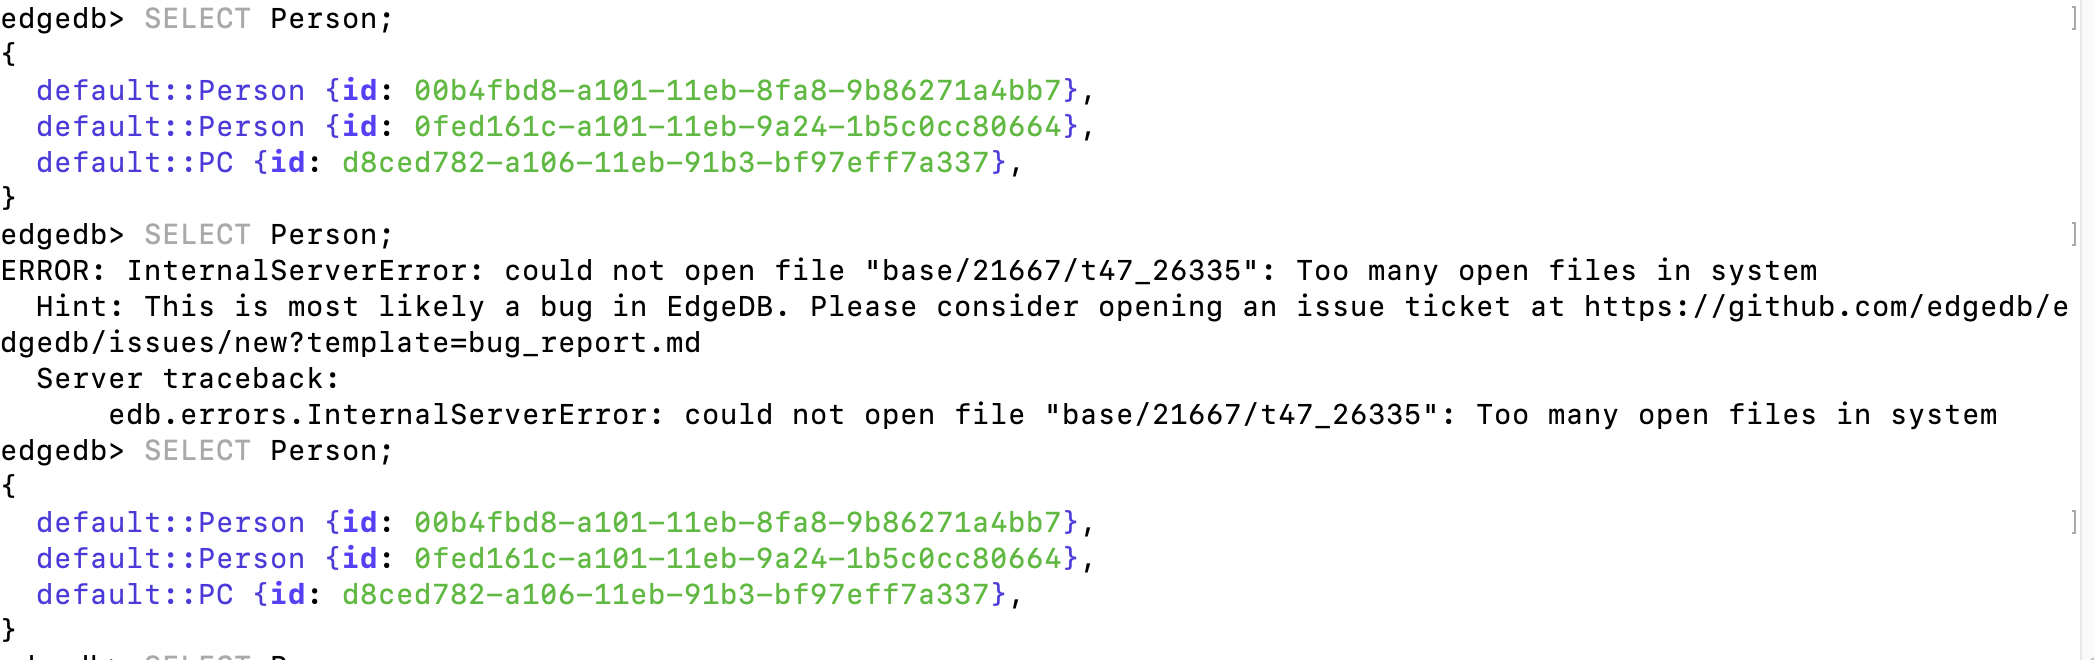 edgedb> SELECT Person; ]
{
  default::Person {id: 00b4fbd8-a101-11eb-8fa8-9b86271a4bb7},
  default::Person {id: 0fed161c-a101-11eb-9a24-1b5c0cc80664},
  default::PC {id: d8ced782-a106-11eb-91b3-bf97eff7a337},
}
edgedb> SELECT Person; ]
ERROR: InternalServerError: could not open file "base/21667/t47_26335": Too many open files in system
  Hint: This is most likely a bug in EdgeDB. Please consider opening an issue ticket at https://github.com/edgedb/e
dgedb/issues/new?template=bug_report.md
  Server traceback:
      edb.errors.InternalServerError: could not open file "base/21667/t47_26335": Too many open files in system
edgedb> SELECT Person;
{
  default::Person {id: 00b4fbd8-a101-11eb-8fa8-9b86271a4bb7}, ]
  default::Person {id: 0fed161c-a101-11eb-9a24-1b5c0cc80664},
  default::PC {id: d8ced782-a106-11eb-91b3-bf97eff7a337},
}